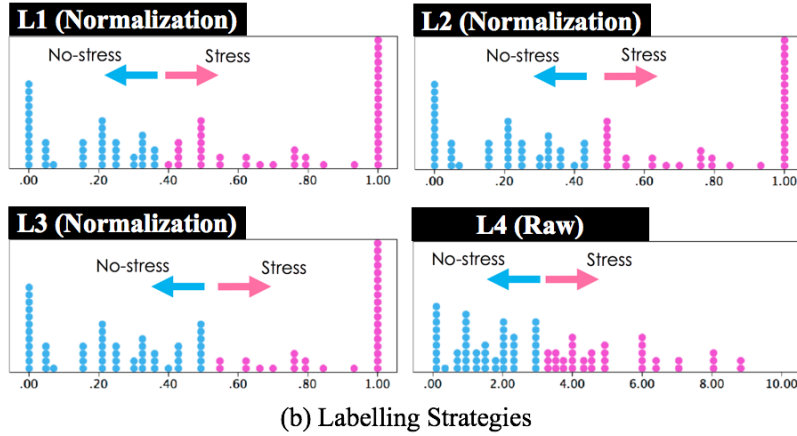 L1 (Normalization)
No-stress
Stress
.00 .20 .40 .60 .80 1.00
L2 (Normalization)
No-stress
Stress
.00 .20 .40 .60 .80 1.00
L3 (Normalization)
No-stress
Stress
.00 .20 .40 .60 .80 1.00
L4 (Raw)
No-stress
Stress
.00 2.00 4.00 6.00 8.00 10.00
(b) Labelling Strategies